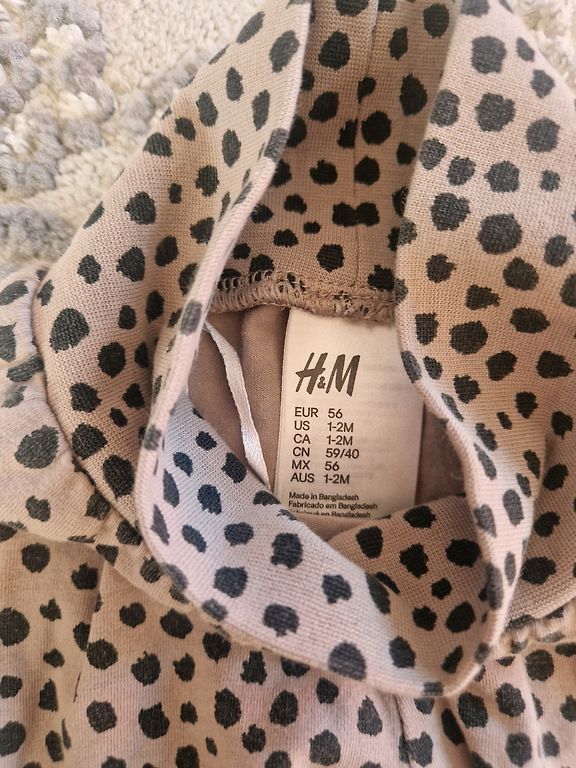 H&M
EUR 56
US 1-2M
CA 1-2M
CN 59/40
MX 56
AUS 1-2M
Made in Bangladesh
Fabricado em Bangladesh
Bangladesh